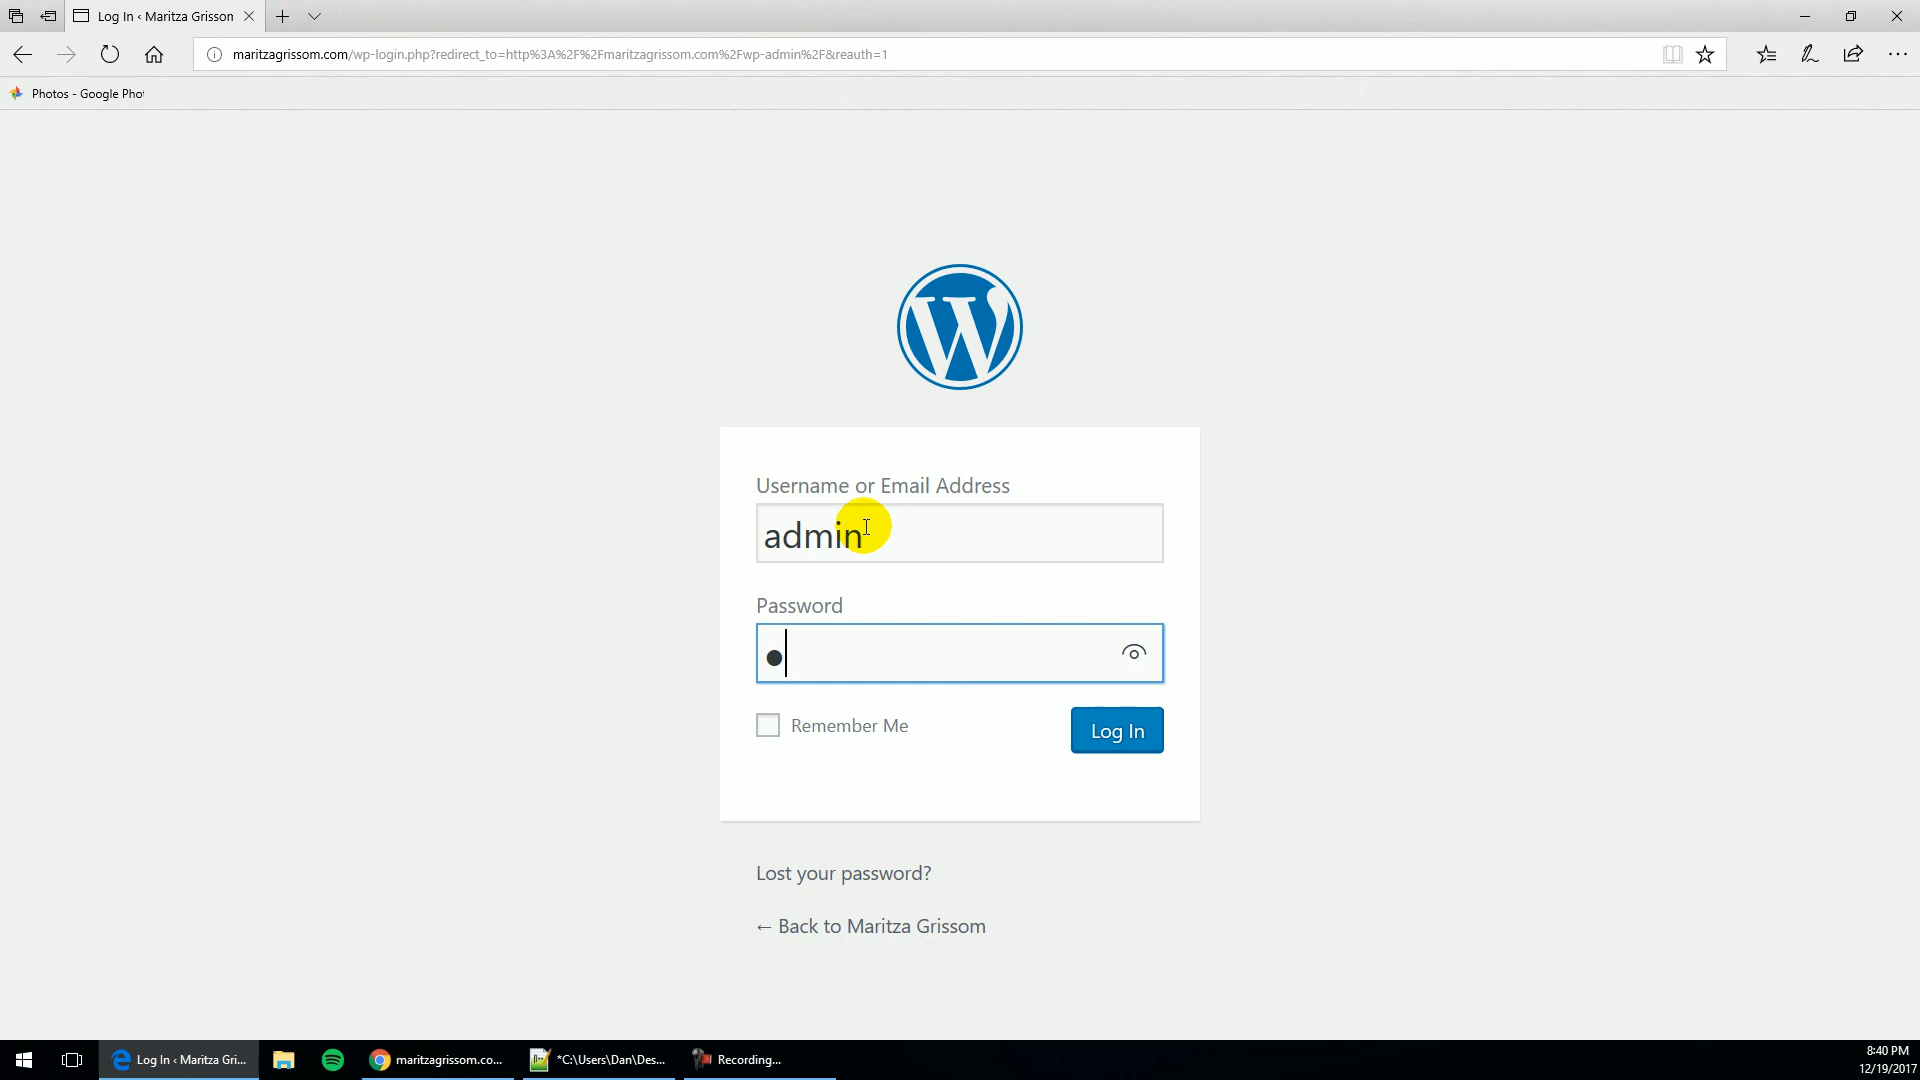 Log In ‹ Maritza Grisson
maritzagrissom.com/wp-login.php?redirect_to=http%3A%2F%2Fmaritzagrissom.com%2Fwp-admin%2F&reauth=1
Photos - Google Pho
Username or Email Address
admin
Password
Remember Me
Log In
Lost your password?
← Back to Maritza Grissom
Log In ‹ Maritza Gri...
maritzagrissom.co...
*C:\Users\Dan\Des...
Recording...
8:40 PM
12/19/2017